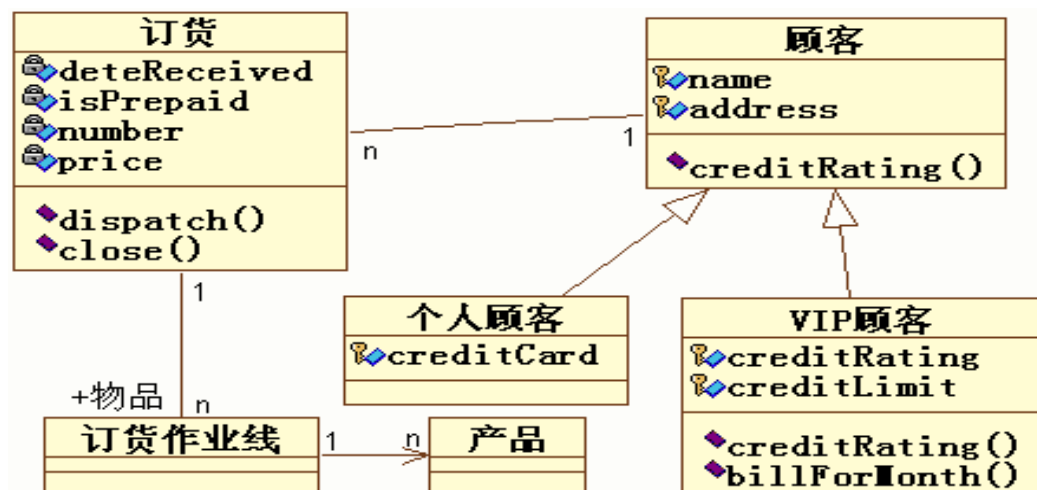 订货
deteReceived
isPrepaid
number
price
dispatch()
close()
顾客
name
address
creditRating()
n
1
1
+物品
n
个人顾客
creditCard
VIP顾客
creditRating
creditLimit
creditRating()
billForMonth()
订货作业线
1
n
产品